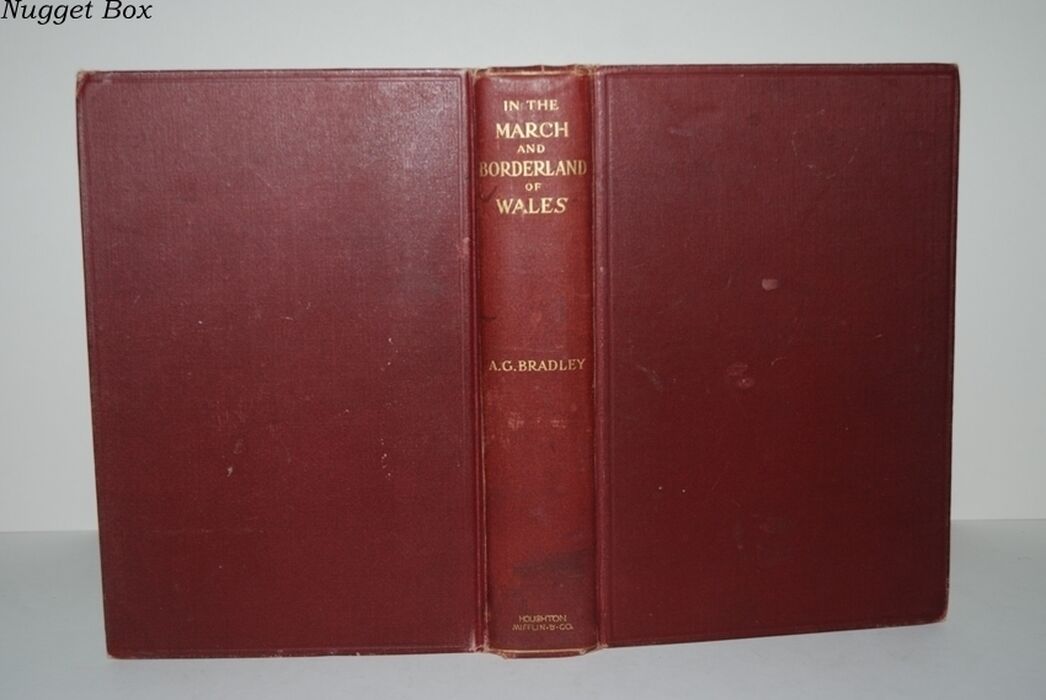 Nugget Box
IN THE
MARCH
AND
BORDERLAND
OF
WALES
A.G. BRADLEY
HOUGHTON
MIFFLIN·&·CO.